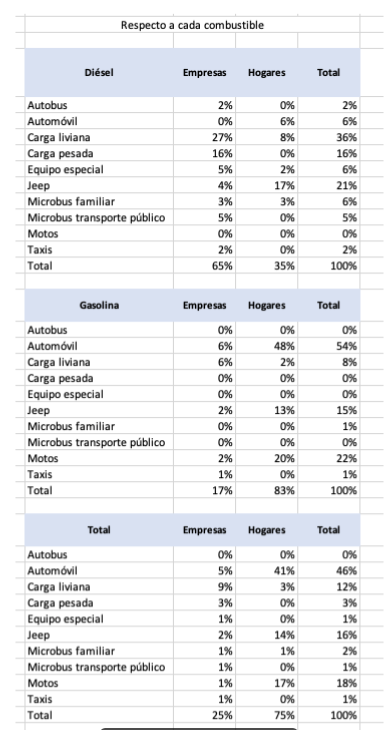 Respecto a cada combustible
Diésel Empresas Hogares Total
Autobus 2% 0% 2%
Automóvil 0% 6% 6%
Carga liviana 27% 8% 36%
Carga pesada 16% 0% 16%
Equipo especial 5% 2% 6%
Jeep 4% 17% 21%
Microbus familiar 3% 3% 6%
Microbus transporte público 5% 0% 5%
Motos 0% 0% 0%
Taxis 2% 0% 2%
Total 65% 35% 100%
Gasolina Empresas Hogares Total
Autobus 0% 0% 0%
Automóvil 6% 48% 54%
Carga liviana 6% 2% 8%
Carga pesada 0% 0% 0%
Equipo especial 0% 0% 0%
Jeep 2% 13% 15%
Microbus familiar 0% 0% 1%
Microbus transporte público 0% 0% 0%
Motos 2% 20% 22%
Taxis 1% 0% 1%
Total 17% 83% 100%
Total Empresas Hogares Total
Autobus 0% 0% 0%
Automóvil 5% 41% 46%
Carga liviana 9% 3% 12%
Carga pesada 3% 0% 3%
Equipo especial 1% 0% 1%
Jeep 2% 14% 16%
Microbus familiar 1% 1% 2%
Microbus transporte público 1% 0% 1%
Motos 1% 17% 18%
Taxis 1% 0% 1%
Total 25% 75% 100%